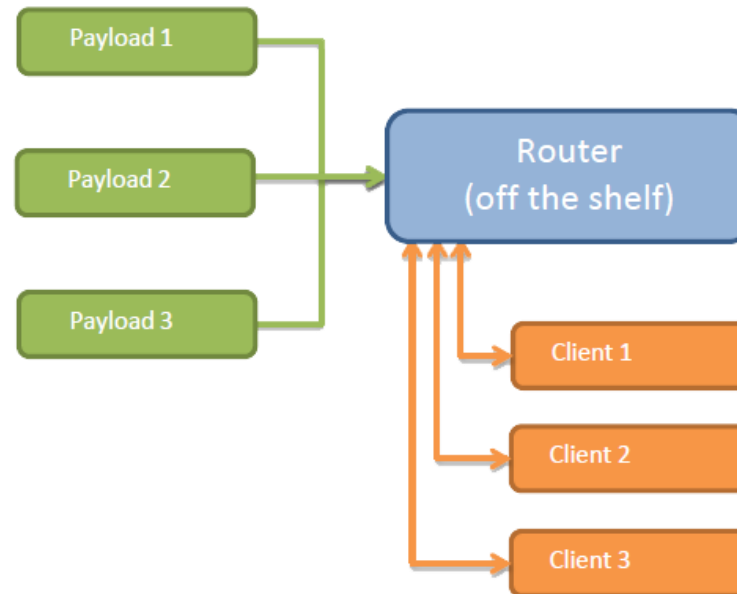 Payload 1
Payload 2
Payload 3
Router
(off the shelf)
Client 1
Client 2
Client 3